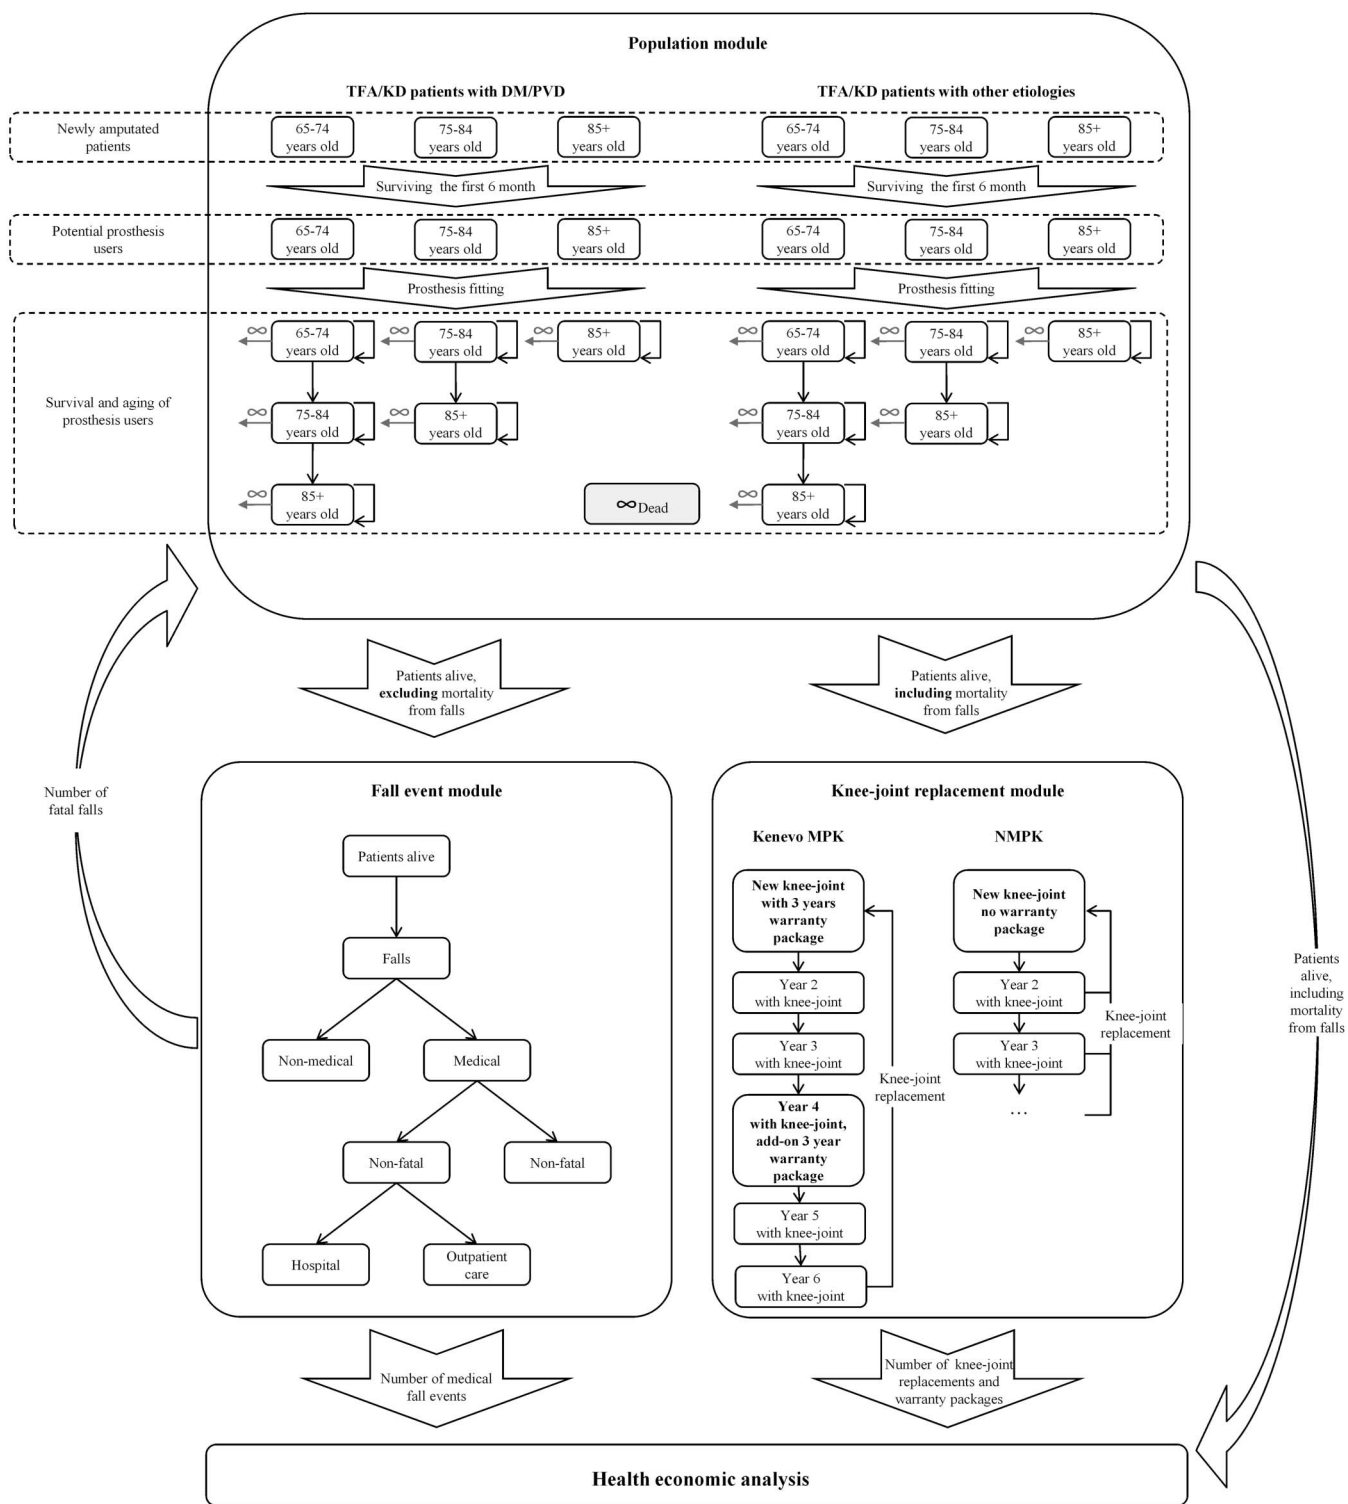 Population module
TFA/KD patients with DM/PVD
TFA/KD patients with other etiologies
Newly amputated
patients
65-74
years old
75-84
years old
85+
years old
65-74
years old
75-84
years old
85+
years old
Surviving the first 6 month
Surviving the first 6 month
Potential prosthesis
users
65-74
years old
75-84
years old
85+
years old
65-74
years old
75-84
years old
85+
years old
Prosthesis fitting
Prosthesis fitting
Survival and aging of
prosthesis users
∞
65-74
years old
∞
75-84
years old
∞
85+
years old
∞
65-74
years old
∞
75-84
years old
∞
85+
years old
∞
75-84
years old
∞
85+
years old
∞
75-84
years old
∞
85+
years old
∞
85+
years old
∞ Dead
∞
85+
years old
Patients alive,
excluding mortality
from falls
Patients alive,
including mortality
from falls
Number of
fatal falls
Fall event module
Patients alive
Falls
Non-medical
Medical
Non-fatal
Non-fatal
Hospital
Outpatient
care
Knee-joint replacement module
Kenevo MPK
New knee-joint
with 3 years
warranty
package
Year 2
with knee-joint
Year 3
with knee-joint
Year 4
with knee-joint,
add-on 3 year
warranty
package
Year 5
with knee-joint
Year 6
with knee-joint
Knee-joint
replacement
NMPK
New knee-joint
no warranty
package
Year 2
with knee-joint
Year 3
with knee-joint
...
Knee-joint
replacement
Patients
alive,
including
mortality
from falls
Number of medical
fall events
Number of knee-joint
replacements and
warranty packages
Health economic analysis